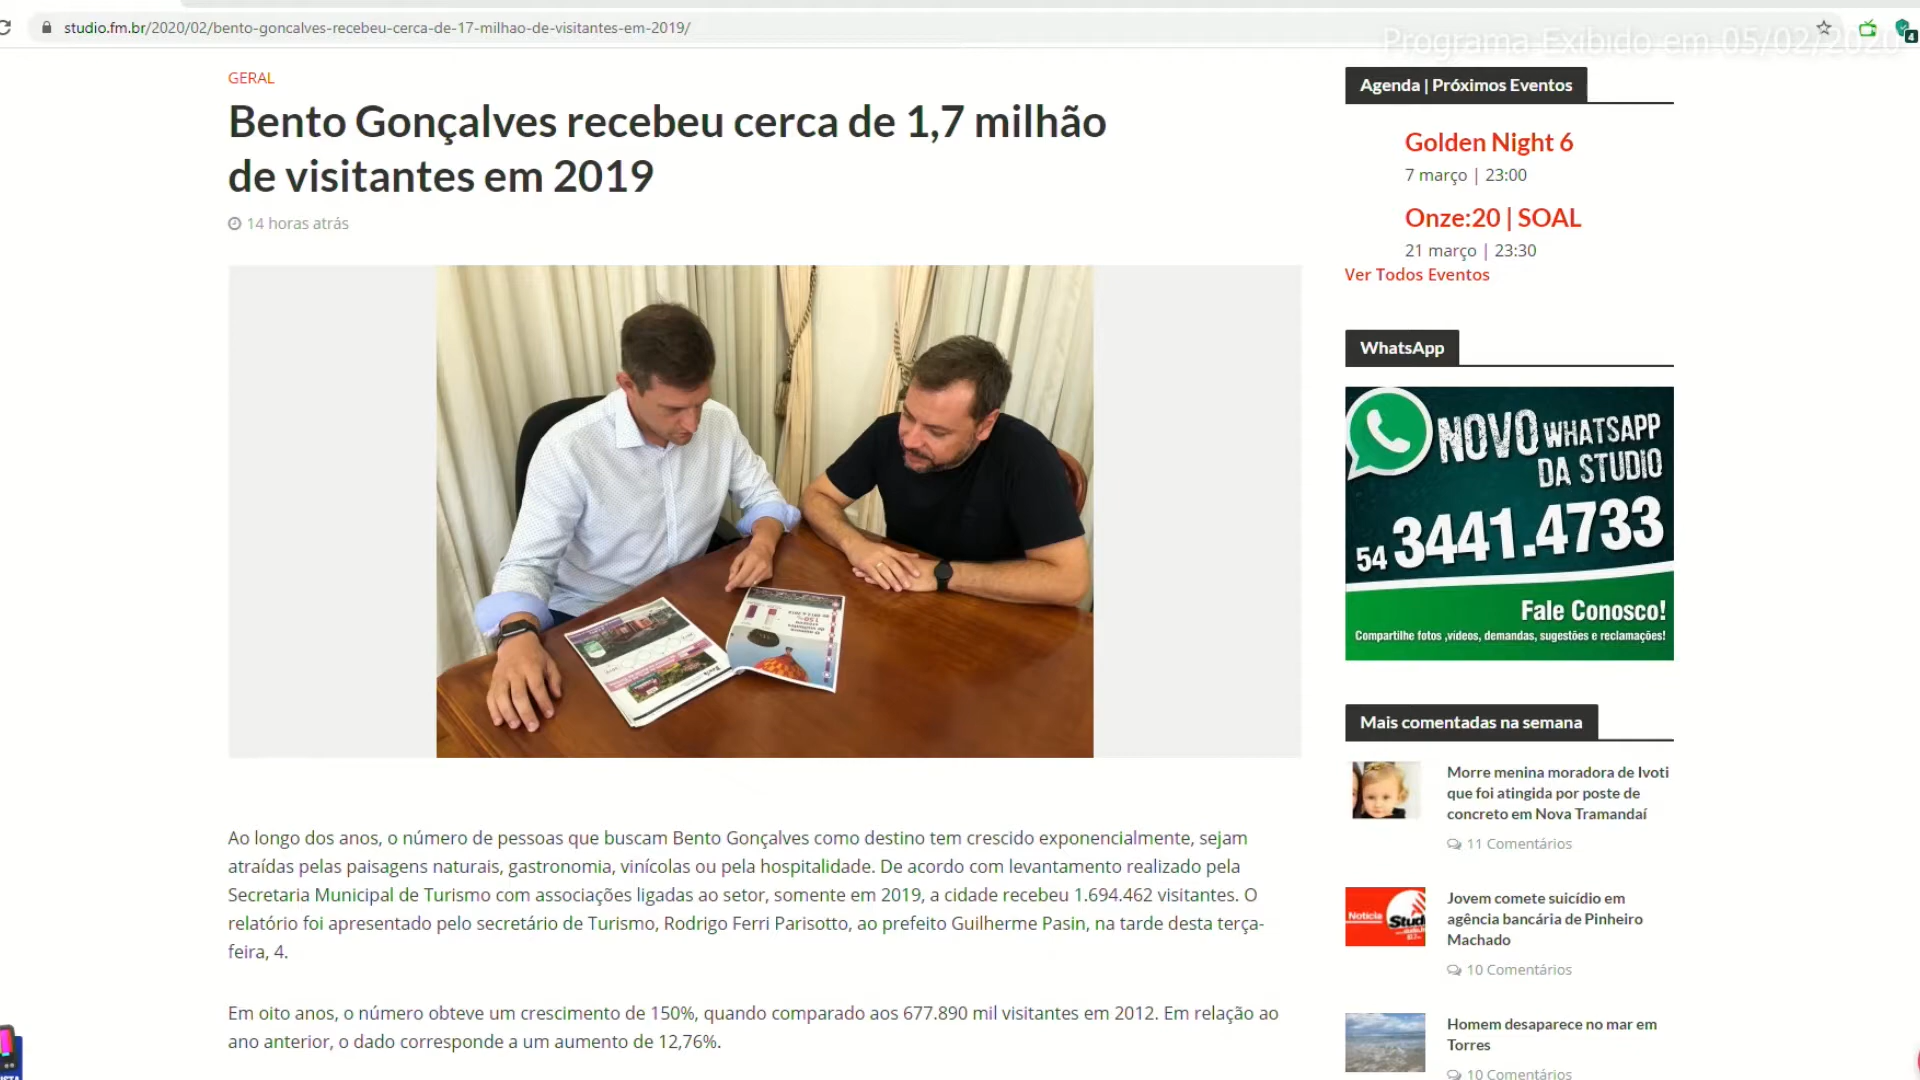 studio.fm.br/2020/02/bento-goncalves-recebeu-cerca-de-17-milhao-de-visitantes-em-2019/
4
Programa Exibido em 05/02/2020
GERAL
Bento Gonçalves recebeu cerca de 1,7 milhão
de visitantes em 2019
14 horas atrás
Ao longo dos anos, o número de pessoas que buscam Bento Gonçalves como destino tem crescido exponencialmente, sejam
atraídas pelas paisagens naturais, gastronomia, vinícolas ou pela hospitalidade. De acordo com levantamento realizado pela
Secretaria Municipal de Turismo com associações ligadas ao setor, somente em 2019, a cidade recebeu 1.694.462 visitantes. O
relatório foi apresentado pelo secretário de Turismo, Rodrigo Ferri Parisotto, ao prefeito Guilherme Pasin, na tarde desta terça-
feira, 4.
Em oito anos, o número obteve um crescimento de 150%, quando comparado aos 677.890 mil visitantes em 2012. Em relação ao
ano anterior, o dado corresponde a um aumento de 12,76%.
Agenda | Próximos Eventos
Golden Night 6
7 março | 23:00
Onze:20 | SOAL
21 março | 23:30
Ver Todos Eventos
WhatsApp
NOVO WHATSAPP
DA STUDIO
54 3441.4733
Fale Conosco!
Compartilhe fotos ,vídeos, demandas, sugestões e reclamações!
Mais comentadas na semana
Morre menina moradora de Ivoti
que foi atingida por poste de
concreto em Nova Tramandaí
11 Comentários
Notícia
Jovem comete suicídio em
agência bancária de Pinheiro
Machado
10 Comentários
Homem desaparece no mar em
Torres
10 Comentários